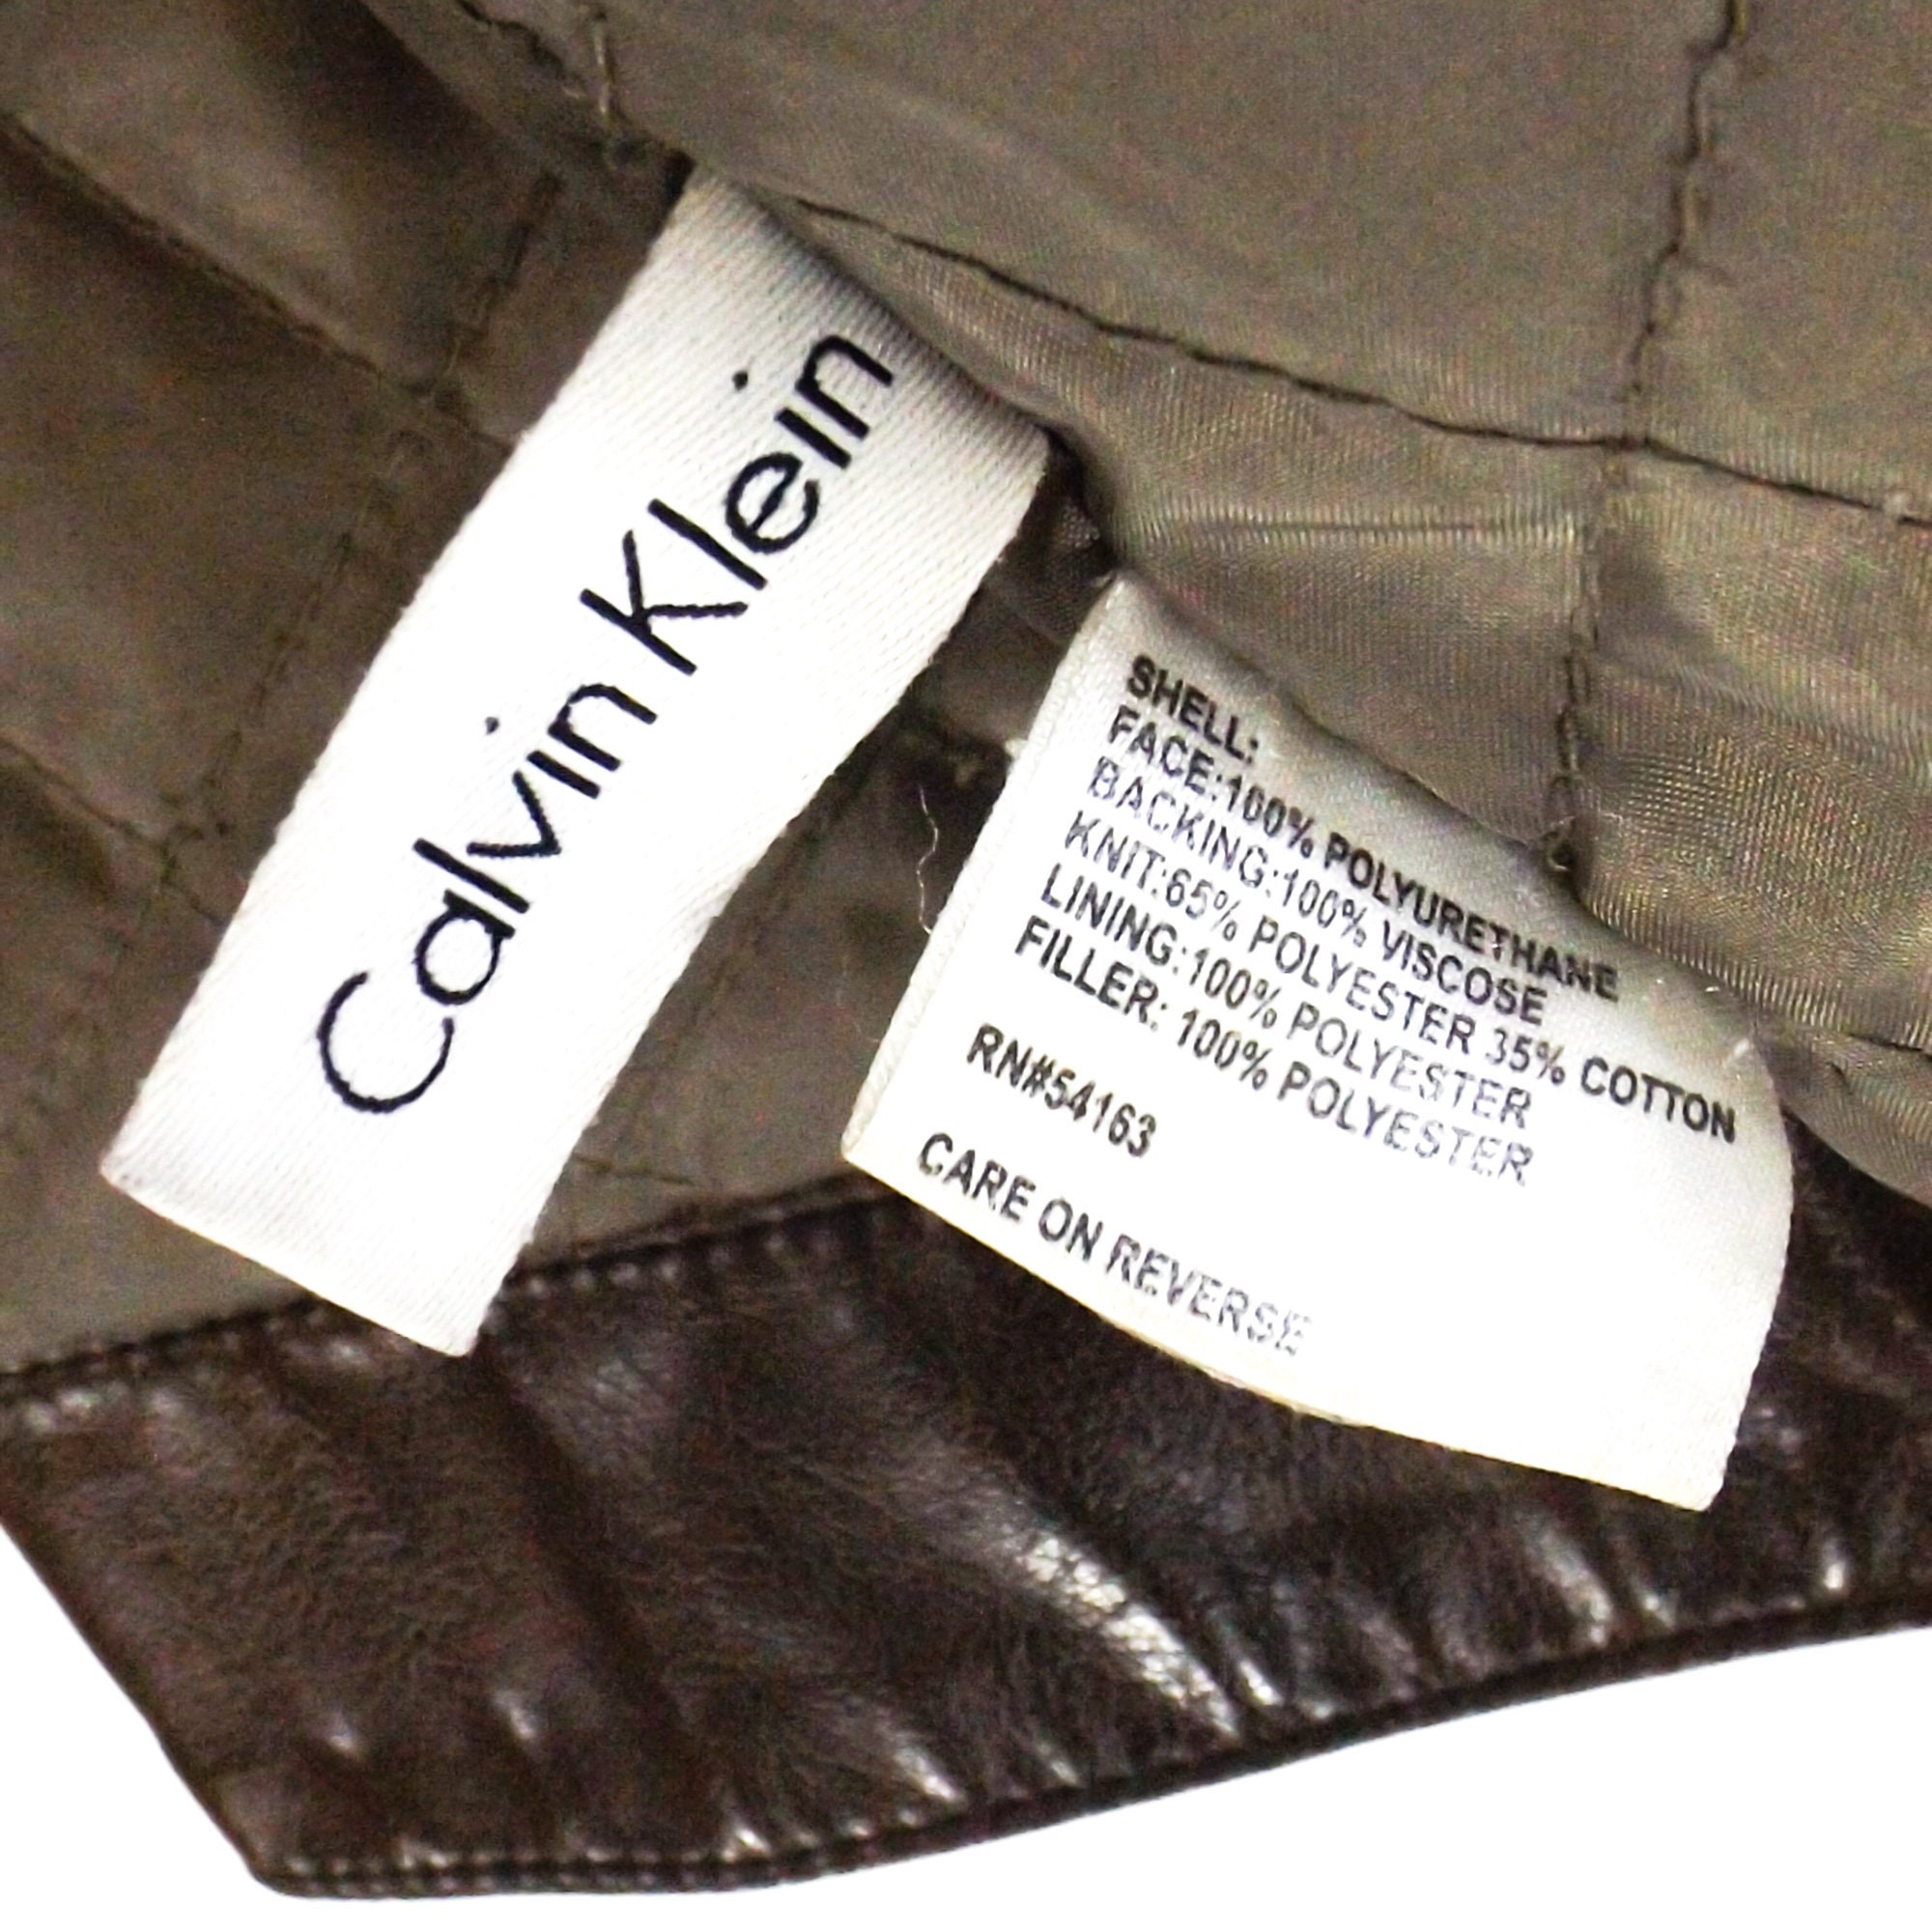 Calvin Klein
SHELL:
FACE:100% POLYURETHANE
BACKING:100% VISCOSE
KNIT:65% POLYESTER 35% COTTON
LINING:100% POLYESTER
FILLER: 100% POLYESTER
RN#54163
CARE ON REVERSE